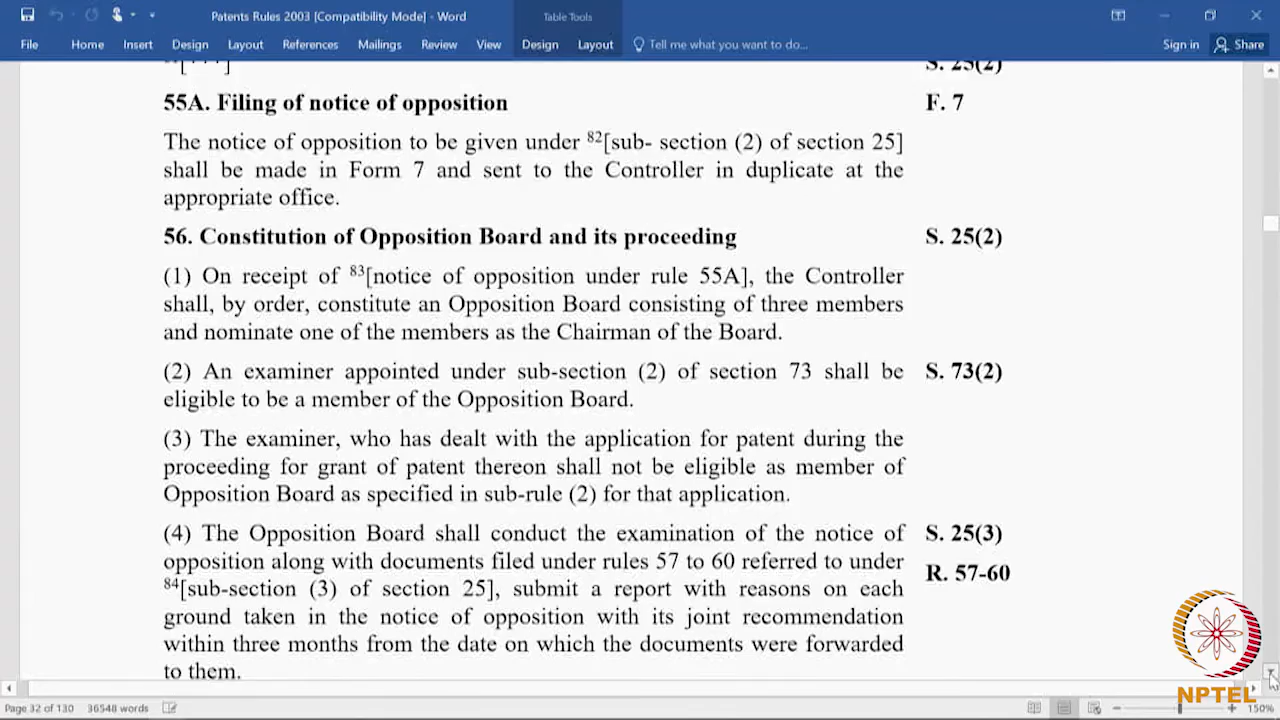 Patents Rules 2003 [Compatibility Mode] - Word
Table Tools
File Home Insert Design Layout References Mailings Review View Design Layout Tell me what you want to do... Sign in Share
S. 25(2)
55A. Filing of notice of opposition F. 7
The notice of opposition to be given under 82[sub- section (2) of section 25]
shall be made in Form 7 and sent to the Controller in duplicate at the
appropriate office.
56. Constitution of Opposition Board and its proceeding S. 25(2)
(1) On receipt of 83[notice of opposition under rule 55A], the Controller
shall, by order, constitute an Opposition Board consisting of three members
and nominate one of the members as the Chairman of the Board.
(2) An examiner appointed under sub-section (2) of section 73 shall be S. 73(2)
eligible to be a member of the Opposition Board.
(3) The examiner, who has dealt with the application for patent during the
proceeding for grant of patent thereon shall not be eligible as member of
Opposition Board as specified in sub-rule (2) for that application.
(4) The Opposition Board shall conduct the examination of the notice of S. 25(3)
opposition along with documents filed under rules 57 to 60 referred to under
R. 57-60
84[sub-section (3) of section 25], submit a report with reasons on each
ground taken in the notice of opposition with its joint recommendation
within three months from the date on which the documents were forwarded
to them.
NPTEL
Page 32 of 130 36548 words 150%